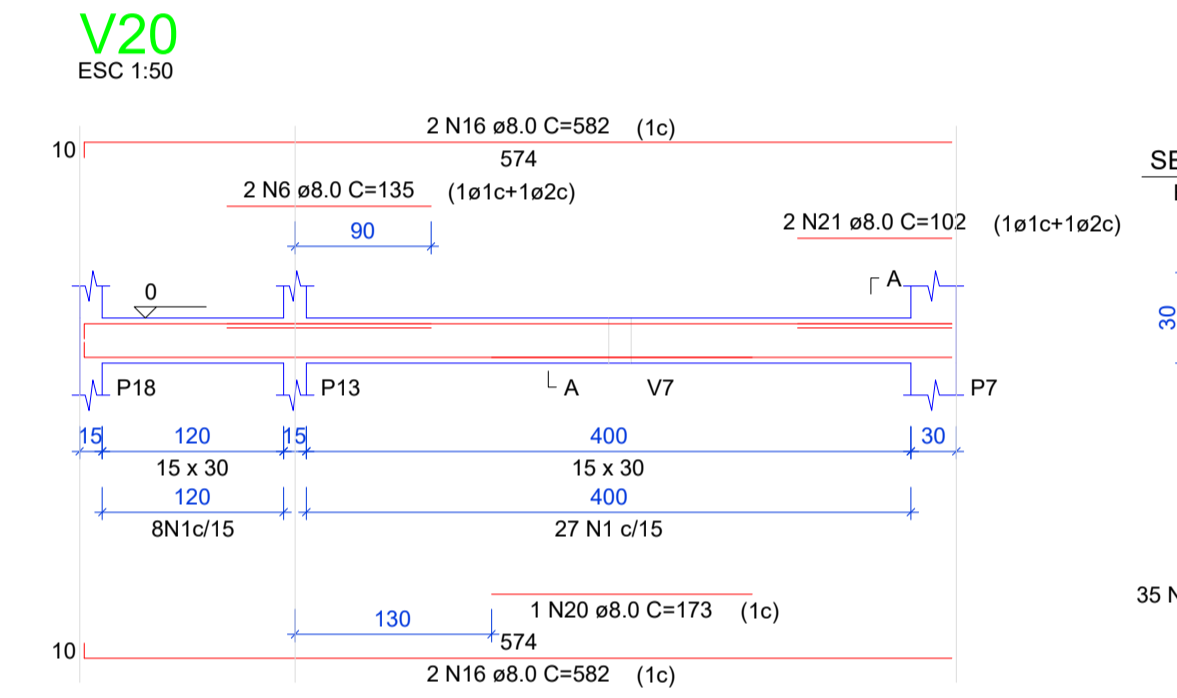 V20
ESC 1:50
2 N16 ø8.0 C=582 (1c)
10
574
SE
2 N6 ø8.0 C=135 (1ø1c+1ø2c)
2 N21 ø8.0 C=102 (1ø1c+1ø2c)
90
0
A
30
P18
P13
A
V7
P7
15
120
15
400
30
15 x 30
15 x 30
120
400
8N1c/15
27 N1 c/15
35 N
1 N20 ø8.0 C=173 (1c)
130
574
10
2 N16 ø8.0 C=582 (1c)